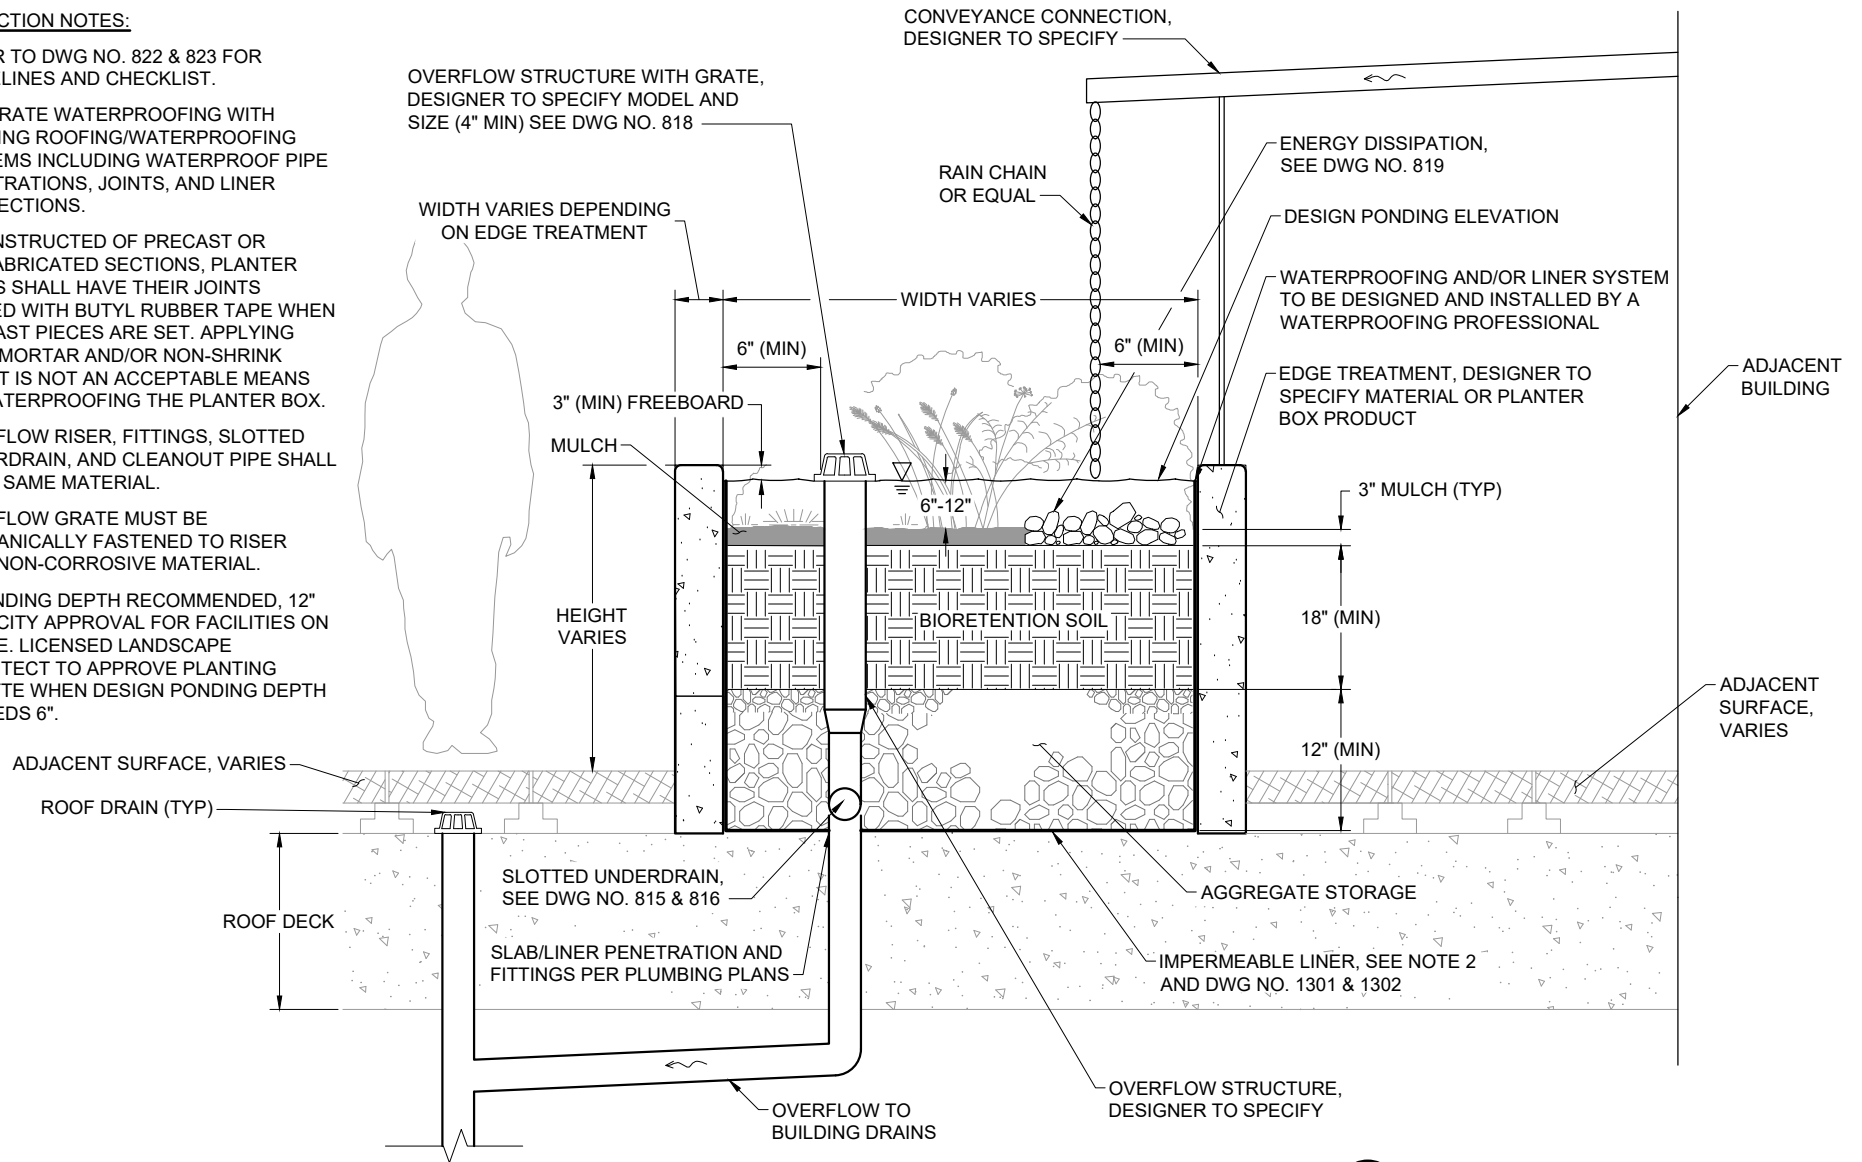 CTION NOTES:
R TO DWG NO. 822 & 823 FOR
ELINES AND CHECKLIST.
RATE WATERPROOFING WITH
ING ROOFING/WATERPROOFING
EMS INCLUDING WATERPROOF PIPE
TRATIONS, JOINTS, AND LINER
ECTIONS.
NSTRUCTED OF PRECAST OR
ABRICATED SECTIONS, PLANTER
S SHALL HAVE THEIR JOINTS
ED WITH BUTYL RUBBER TAPE WHEN
AST PIECES ARE SET. APPLYING
MORTAR AND/OR NON-SHRINK
T IS NOT AN ACCEPTABLE MEANS
ATERPROOFING THE PLANTER BOX.
FLOW RISER, FITTINGS, SLOTTED
RDRAIN, AND CLEANOUT PIPE SHALL
SAME MATERIAL.
FLOW GRATE MUST BE
ANICALLY FASTENED TO RISER
NON-CORROSIVE MATERIAL.
NDING DEPTH RECOMMENDED, 12"
CITY APPROVAL FOR FACILITIES ON
E. LICENSED LANDSCAPE
TECT TO APPROVE PLANTING
TTE WHEN DESIGN PONDING DEPTH
EDS 6".
CONVEYANCE CONNECTION,
DESIGNER TO SPECIFY
OVERFLOW STRUCTURE WITH GRATE,
DESIGNER TO SPECIFY MODEL AND
SIZE (4" MIN) SEE DWG NO. 818
ENERGY DISSIPATION,
SEE DWG NO. 819
RAIN CHAIN
OR EQUAL
WIDTH VARIES DEPENDING
ON EDGE TREATMENT
DESIGN PONDING ELEVATION
WIDTH VARIES
WATERPROOFING AND/OR LINER SYSTEM
TO BE DESIGNED AND INSTALLED BY A
WATERPROOFING PROFESSIONAL
6" (MIN)
6" (MIN)
ADJACENT
BUILDING
EDGE TREATMENT, DESIGNER TO
SPECIFY MATERIAL OR PLANTER
BOX PRODUCT
3" (MIN) FREEBOARD
MULCH
6"-12"
3" MULCH (TYP)
HEIGHT
VARIES
BIORETENTION SOIL
18" (MIN)
ADJACENT
SURFACE,
VARIES
12" (MIN)
ADJACENT SURFACE, VARIES
ROOF DRAIN (TYP)
SLOTTED UNDERDRAIN,
SEE DWG NO. 815 & 816
AGGREGATE STORAGE
ROOF DECK
SLAB/LINER PENETRATION AND
FITTINGS PER PLUMBING PLANS
IMPERMEABLE LINER, SEE NOTE 2
AND DWG NO. 1301 & 1302
OVERFLOW STRUCTURE,
DESIGNER TO SPECIFY
OVERFLOW TO
BUILDING DRAINS